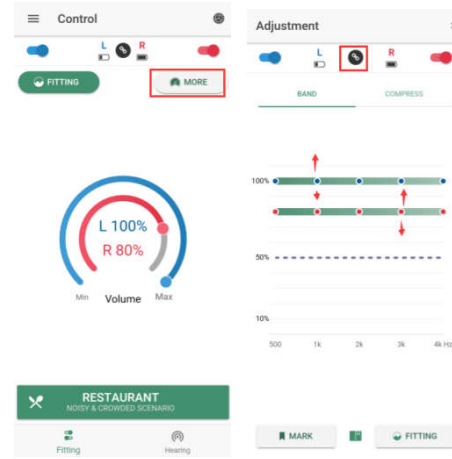 Control
L R
FITTING
MORE
L 100%
R 80%
Min Volume Max
RESTAURANT
NOISY & CROWDED SCENARIO
Fitting Hearing
Adjustment
L R
BAND COMPRESS
100%
50%
10%
500 1k 2k 3k 4k Hz
MARK FITTING